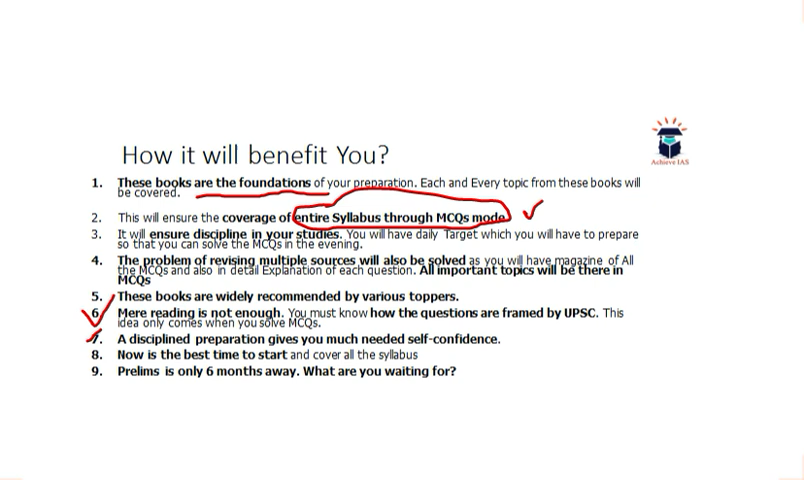 How it will benefit You?
Achieve IAS
1. These books are the foundations of your preparation. Each and Every topic from these books will
be covered.
2. This will ensure the coverage of entire Syllabus through MCQs mode
3. It will ensure discipline in your studies. You will have daily Target which you will have to prepare
so that you can solve the MCQs in the evening.
4. The problem of revising multiple sources will also be solved as you will have magazine of All
the MCQs and also in detail Explanation of each question. All important topics will be there in
MCQs
5. These books are widely recommended by various toppers.
6. Mere reading is not enough. You must know how the questions are framed by UPSC. This
idea only comes when you solve MCQs.
7. A disciplined preparation gives you much needed self-confidence.
8. Now is the best time to start and cover all the syllabus
9. Prelims is only 6 months away. What are you waiting for?